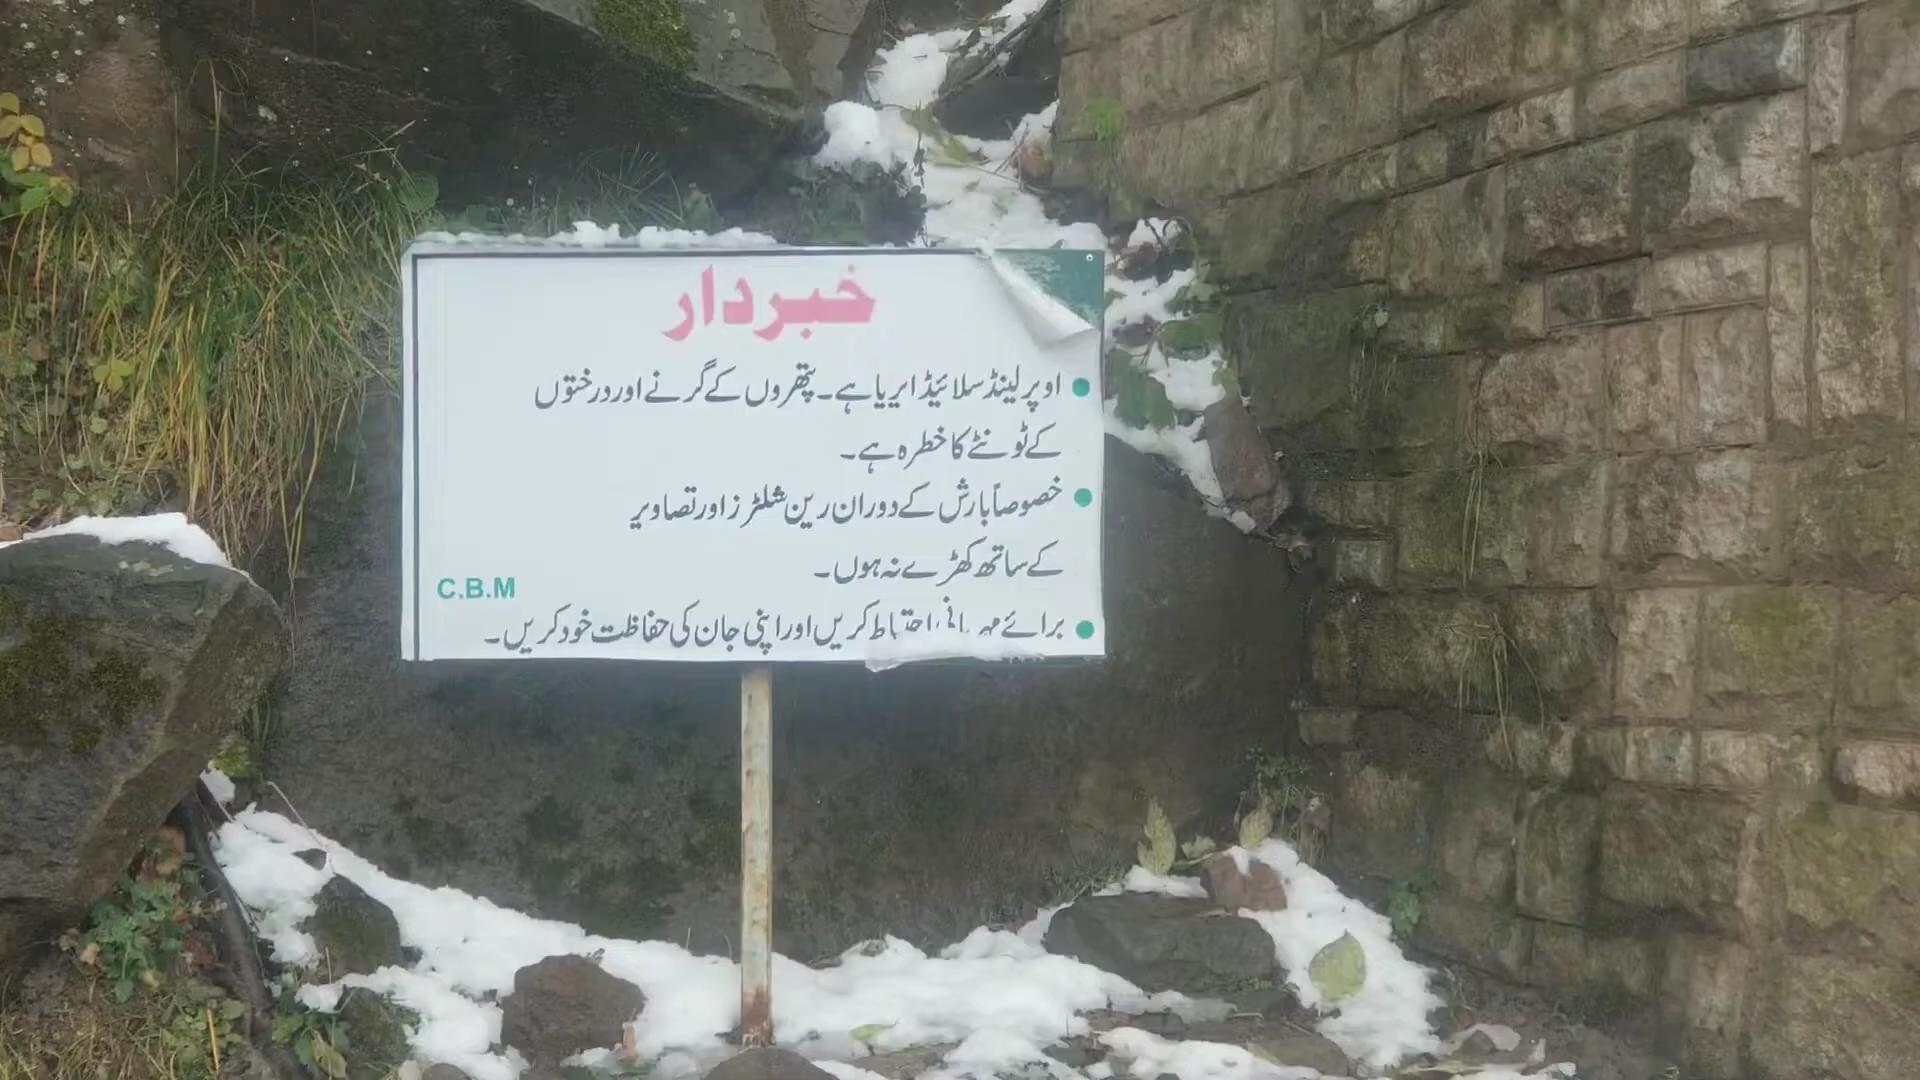 خبردار
اوپر لینڈ سلائیڈ ایریا ہے۔ پتھروں کے گرنے اور درختوں
کے ٹوٹنے کا خطرہ ہے۔
خصوصاً بارش کے دوران رین شلٹرز اور تصاویر
کے ساتھ کھڑے نہ ہوں۔
C.B.M
برائے مہربانی احتیاط کریں اور اپنی جان کی حفاظت خود کریں۔